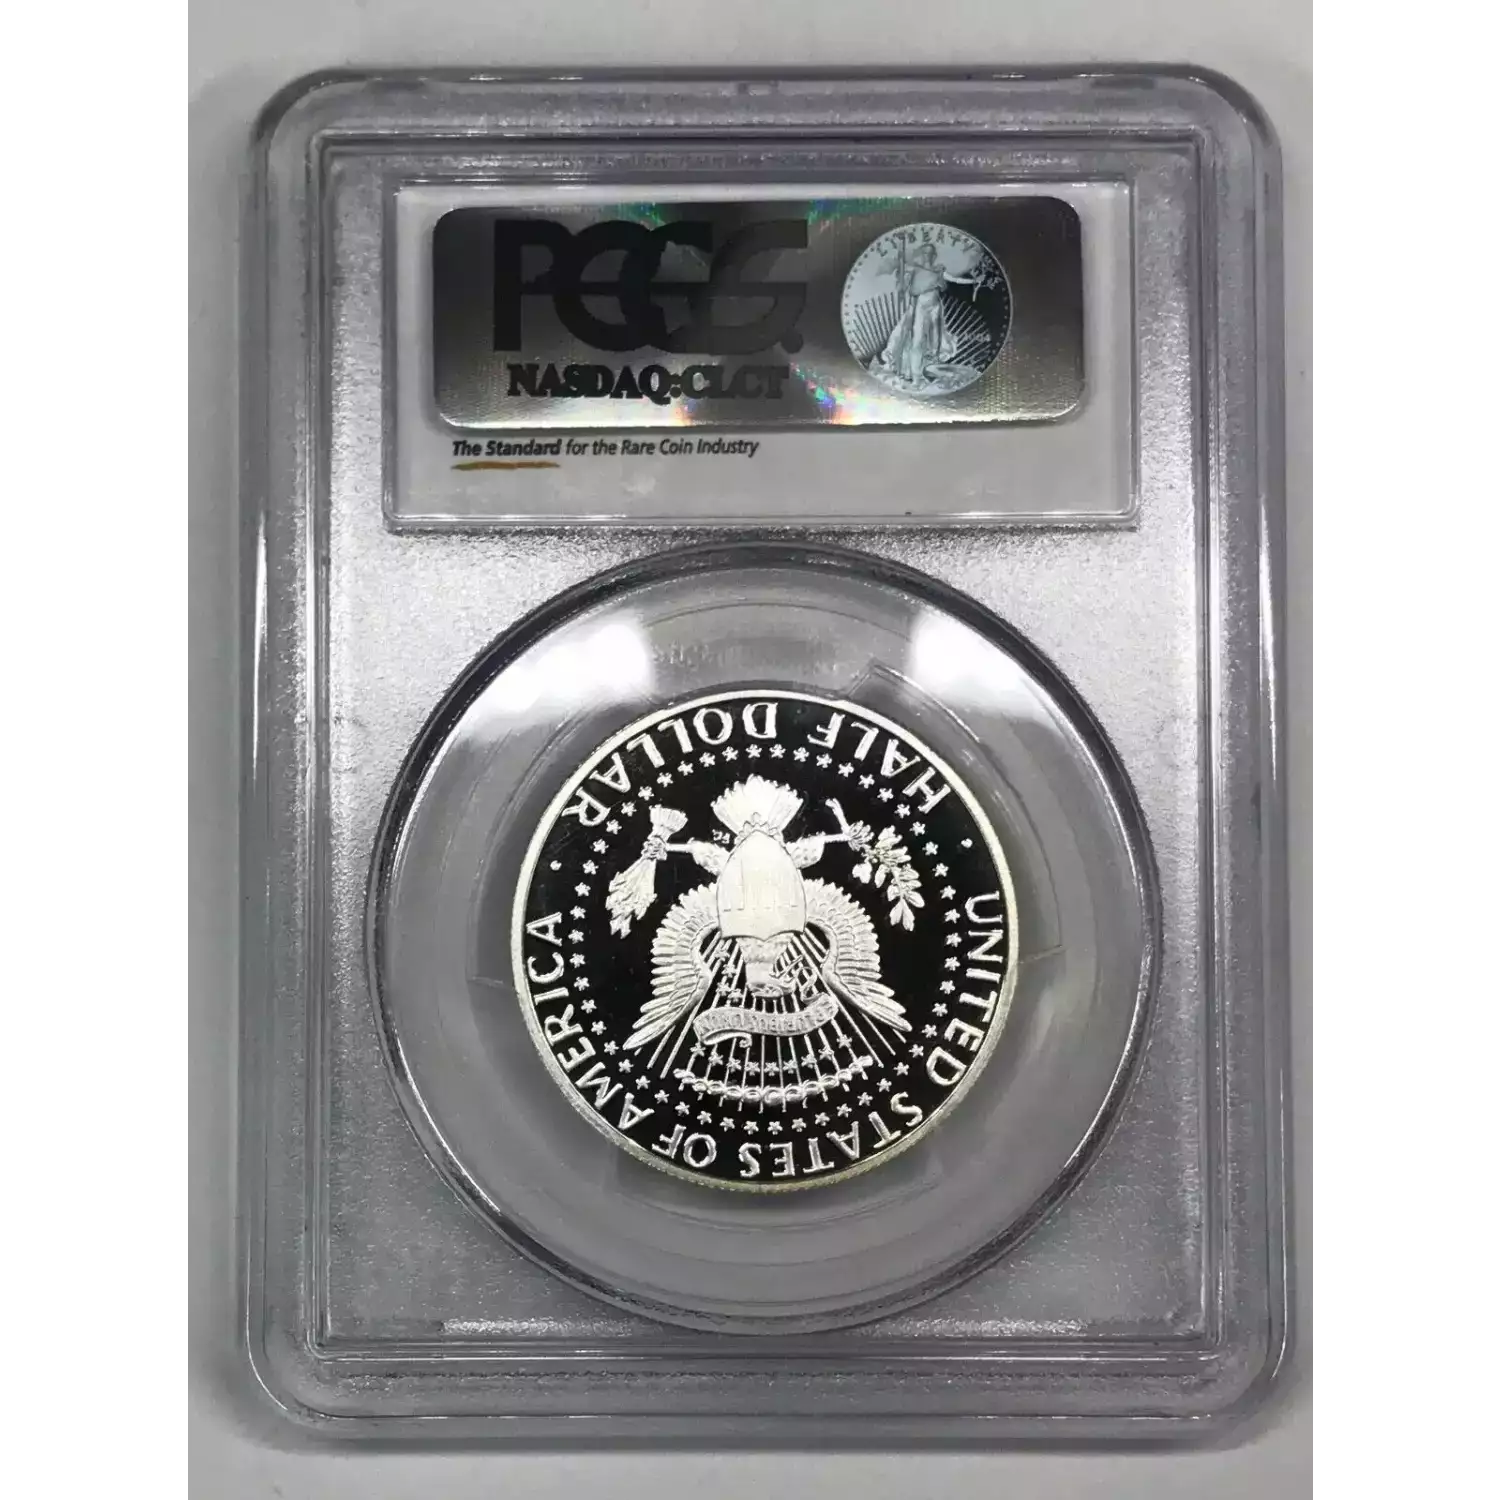 PCGS
LIBERTY
NASDAQ:CLCT
The Standard for the Rare Coin Industry
HALF DOLLAR
UNITED STATES OF AMERICA